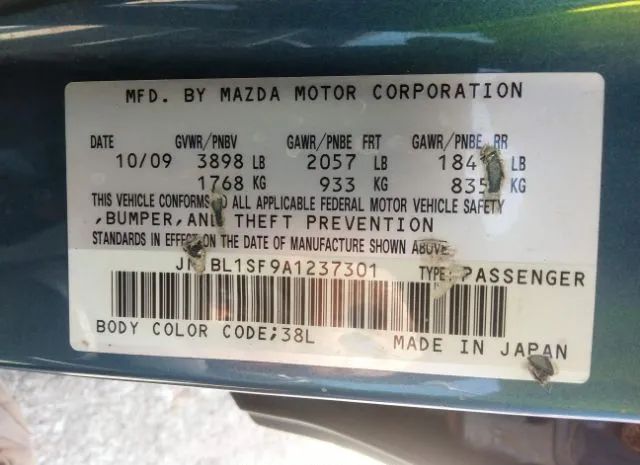 MFD. BY MAZDA MOTOR CORPORATION
DATE GVWR/PNBV GAWR/PNBE FRT GAWR/PNBE RR
10/09 3898 LB 2057 LB LB
1768 KG 933 KG 835 KG
THIS VEHICLE CONFORMS TO ALL APPLICABLE FEDERAL MOTOR VEHICLE SAFETY
,BUMPER,AND THEFT PREVENTION
STANDARDS IN EFFECT ON THE DATE OF MANUFACTURE SHOWN ABOVE.
BL1SF9A1237301 TYPE: PASSENGER
BODY COLOR CODE;38L MADE IN JAPAN